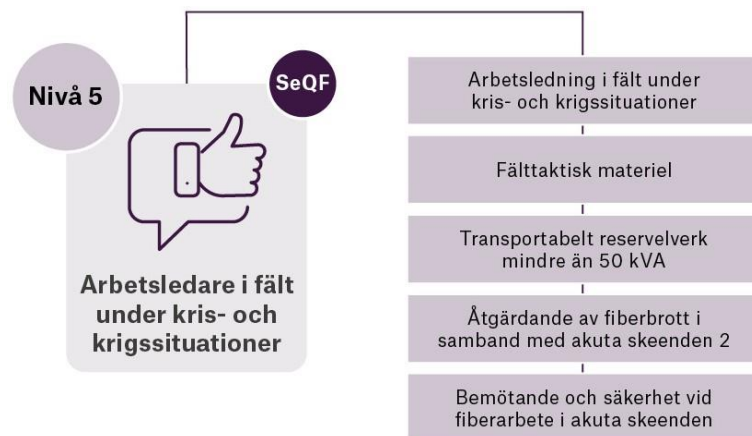 Nivå 5
SeQF
Arbetsledare i fält
under kris- och
krigssituationer
Arbetsledning i fält under
kris- och krigssituationer
Fälttaktisk materiel
Transportabelt reservelverk
mindre än 50 kVA
Åtgärdande av fiberbrott i
samband med akuta skeenden 2
Bemötande och säkerhet vid
fiberarbete i akuta skeenden